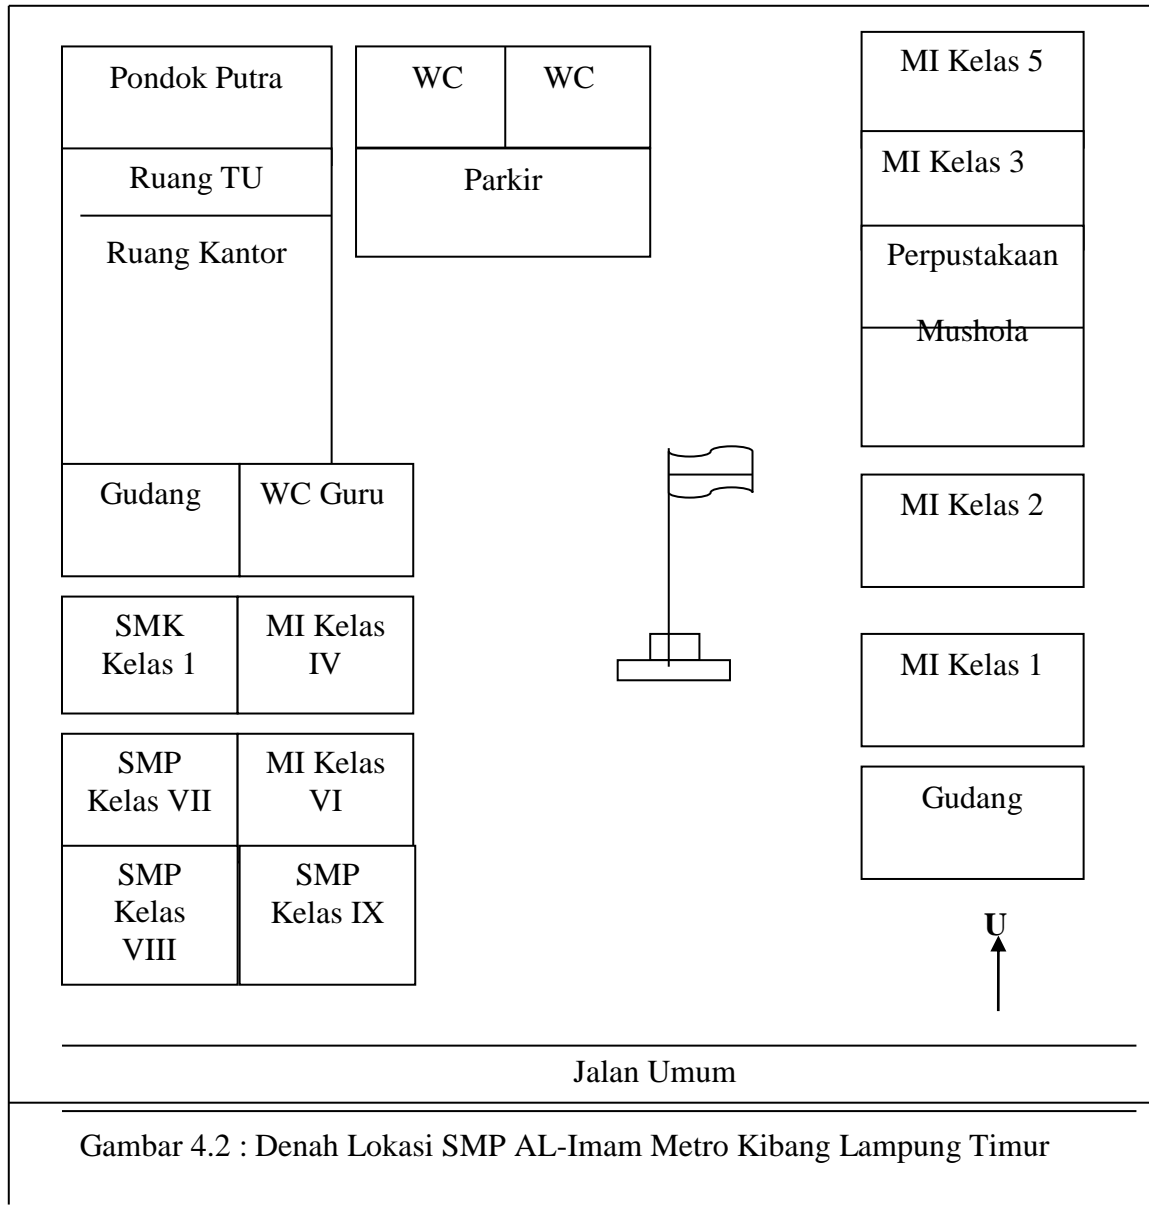 Pondok Putra
WC
WC
MI Kelas 5
Ruang TU
Parkir
MI Kelas 3
Ruang Kantor
Perpustakaan
Mushola
Gudang
WC Guru
MI Kelas 2
SMK
Kelas 1
MI Kelas
IV
MI Kelas 1
SMP
Kelas VII
MI Kelas
VI
Gudang
SMP
Kelas
VIII
SMP
Kelas IX
U
Jalan Umum
Gambar 4.2 : Denah Lokasi SMP AL-Imam Metro Kibang Lampung Timur